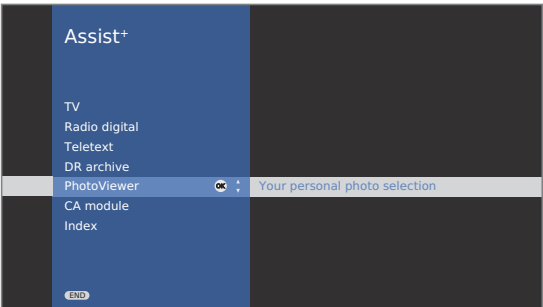 Assist+
TV
Radio digital
Teletext
DR archive
PhotoViewer OK Your personal photo selection
CA module
Index
END